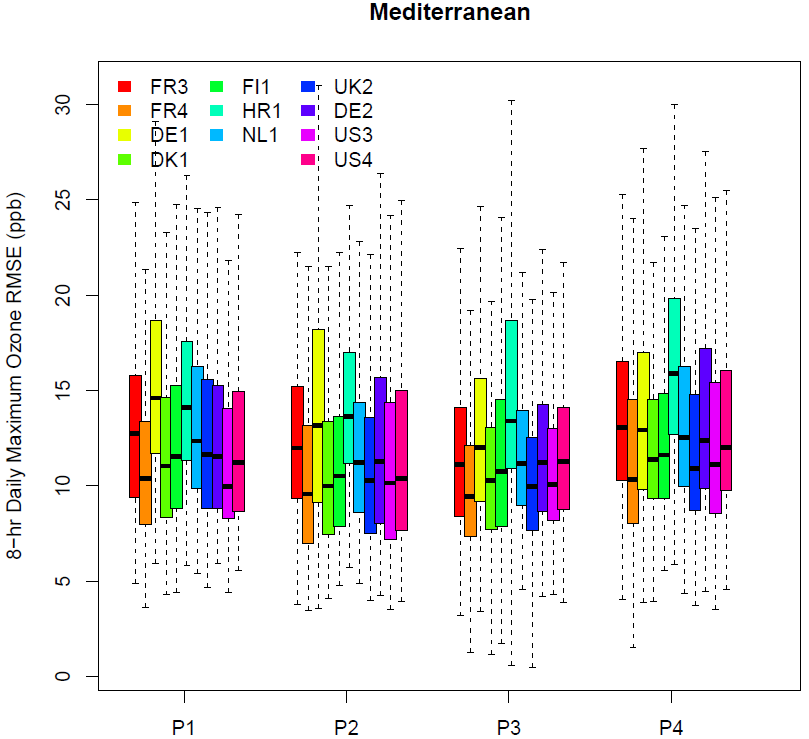 Mediterranean
8-hr Daily Maximum Ozone RMSE (ppb)
30
25
20
15
10
5
0
FR3 FI1 UK2
FR4 HR1 DE2
DE1 NL1 US3
DK1 US4
P1 P2 P3 P4